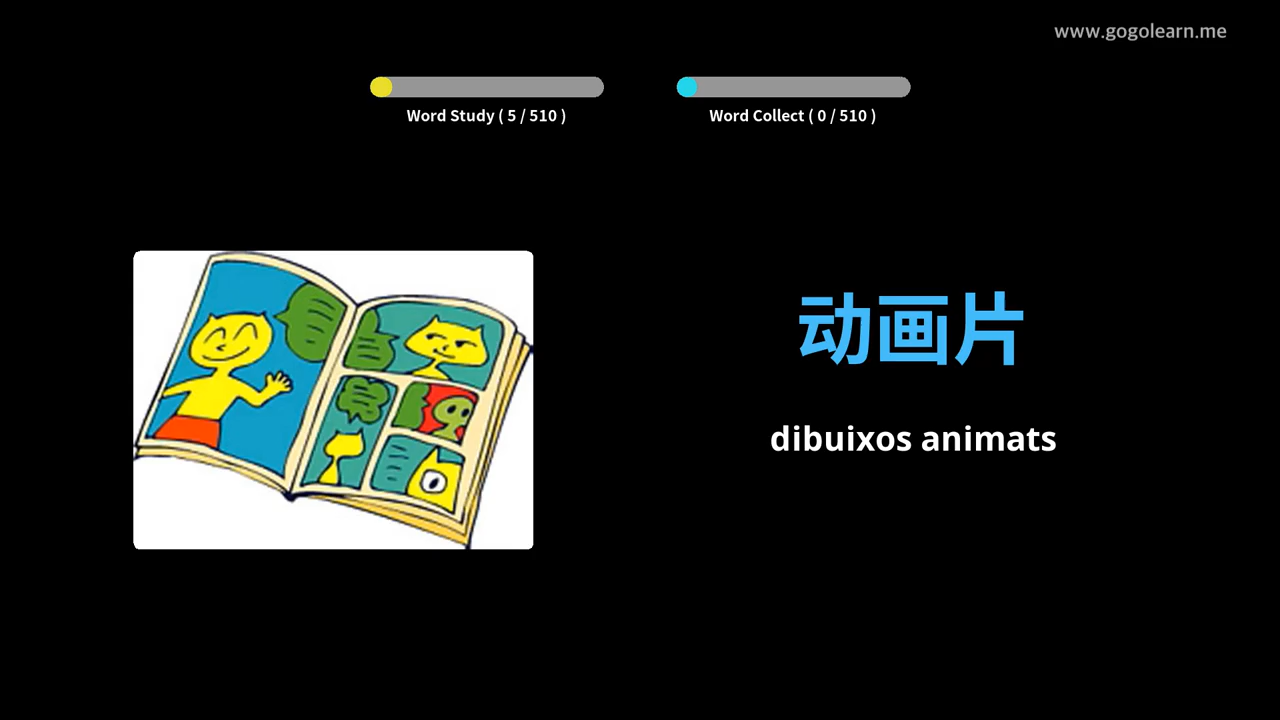 www.gogolearn.me
Word Study ( 5 / 510 )
Word Collect ( 0 / 510 )
动画片
dibuixos animats